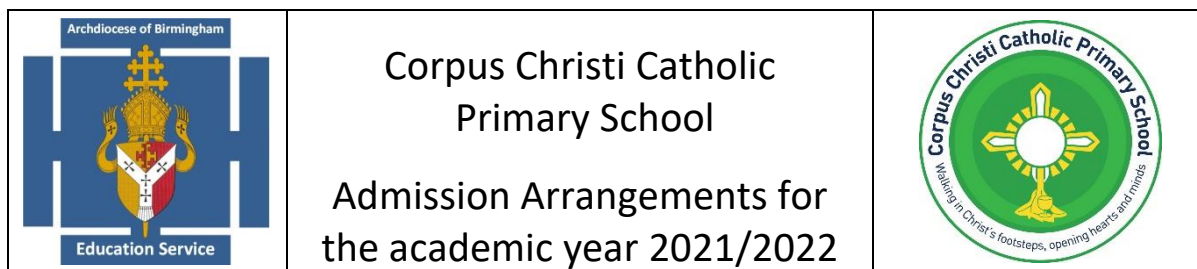 Archdiocese of Birmingham
Education Service
Corpus Christi Catholic
Primary School
Admission Arrangements for
the academic year 2021/2022
Corpus Christi Catholic Primary School
Walking in Christ's footsteps, opening hearts and minds